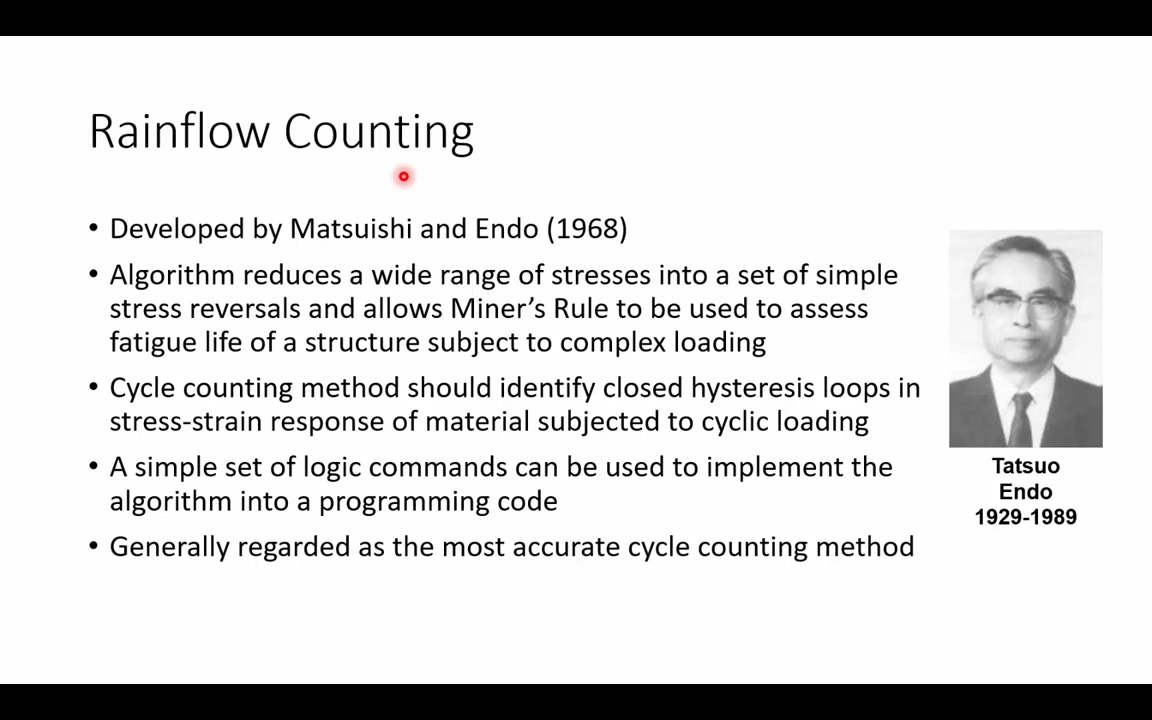 Rainflow Counting
• Developed by Matsuishi and Endo (1968)
• Algorithm reduces a wide range of stresses into a set of simple
stress reversals and allows Miner’s Rule to be used to assess
fatigue life of a structure subject to complex loading
• Cycle counting method should identify closed hysteresis loops in
stress-strain response of material subjected to cyclic loading
• A simple set of logic commands can be used to implement the
algorithm into a programming code
• Generally regarded as the most accurate cycle counting method
Tatsuo
Endo
1929-1989